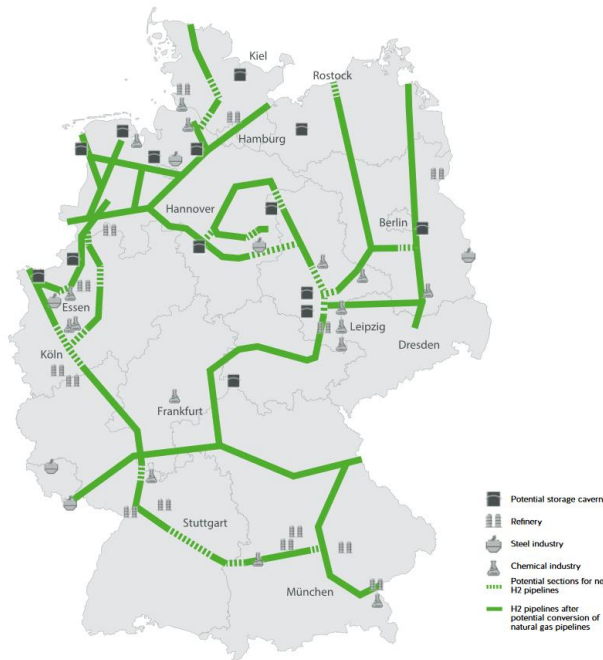 Kiel
Rostock
Hamburg
Hannover
Berlin
Essen
Leipzig
Köln
Dresden
Frankfurt
Stuttgart
München
Potential storage cavern
Refinery
Steel industry
Chemical industry
Potential sections for ne
H2 pipelines
H2 pipelines after
potential conversion of
natural gas pipelines